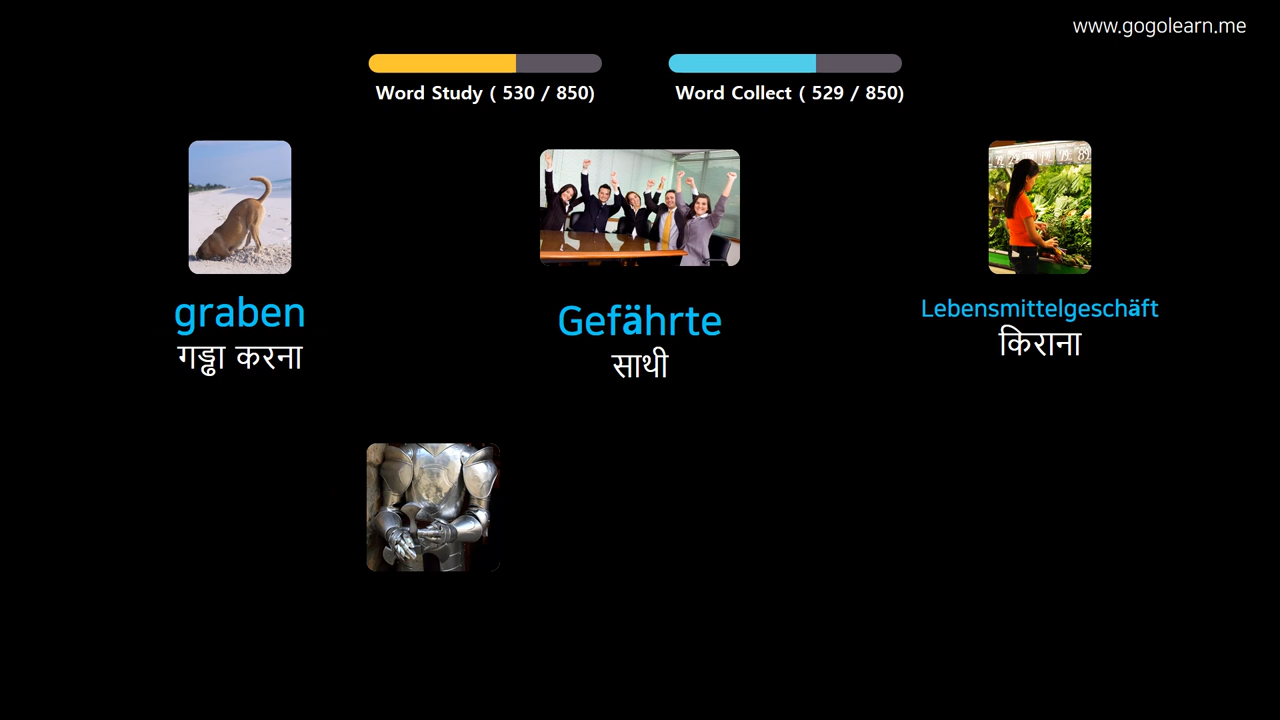 www.gogolearn.me
Word Study ( 530 / 850)
Word Collect ( 529 / 850)
graben
गड्ढा करना
Gefährte
साथी
Lebensmittelgeschäft
किराना